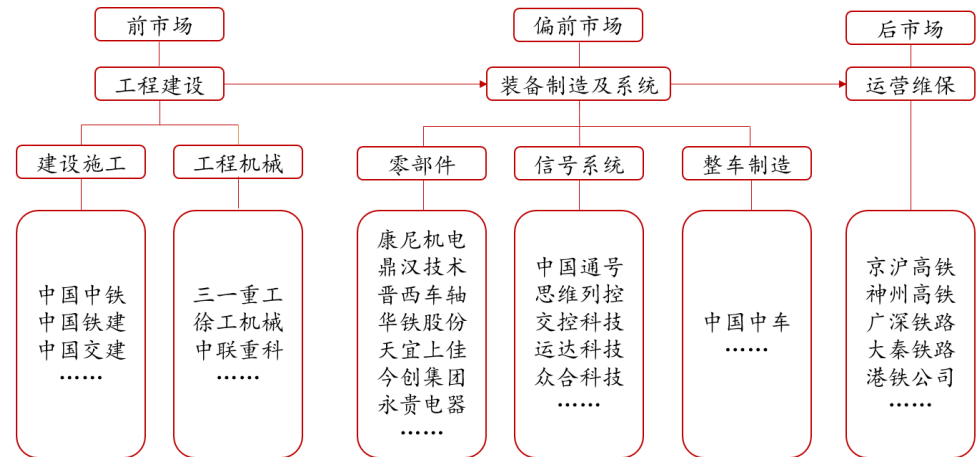 前市场
偏前市场
后市场
工程建设
装备制造及系统
运营维保
建设施工
工程机械
零部件
信号系统
整车制造
中国中铁
中国铁建
中国交建
……
三一重工
徐工机械
中联重科
……
康尼机电
鼎汉技术
晋西车轴
华铁股份
天宜上佳
今创集团
永贵电器
……
中国通号
思维列控
交控科技
运达科技
众合科技
……
中国中车
……
京沪高铁
神州高铁
广深铁路
大秦铁路
港铁公司
……